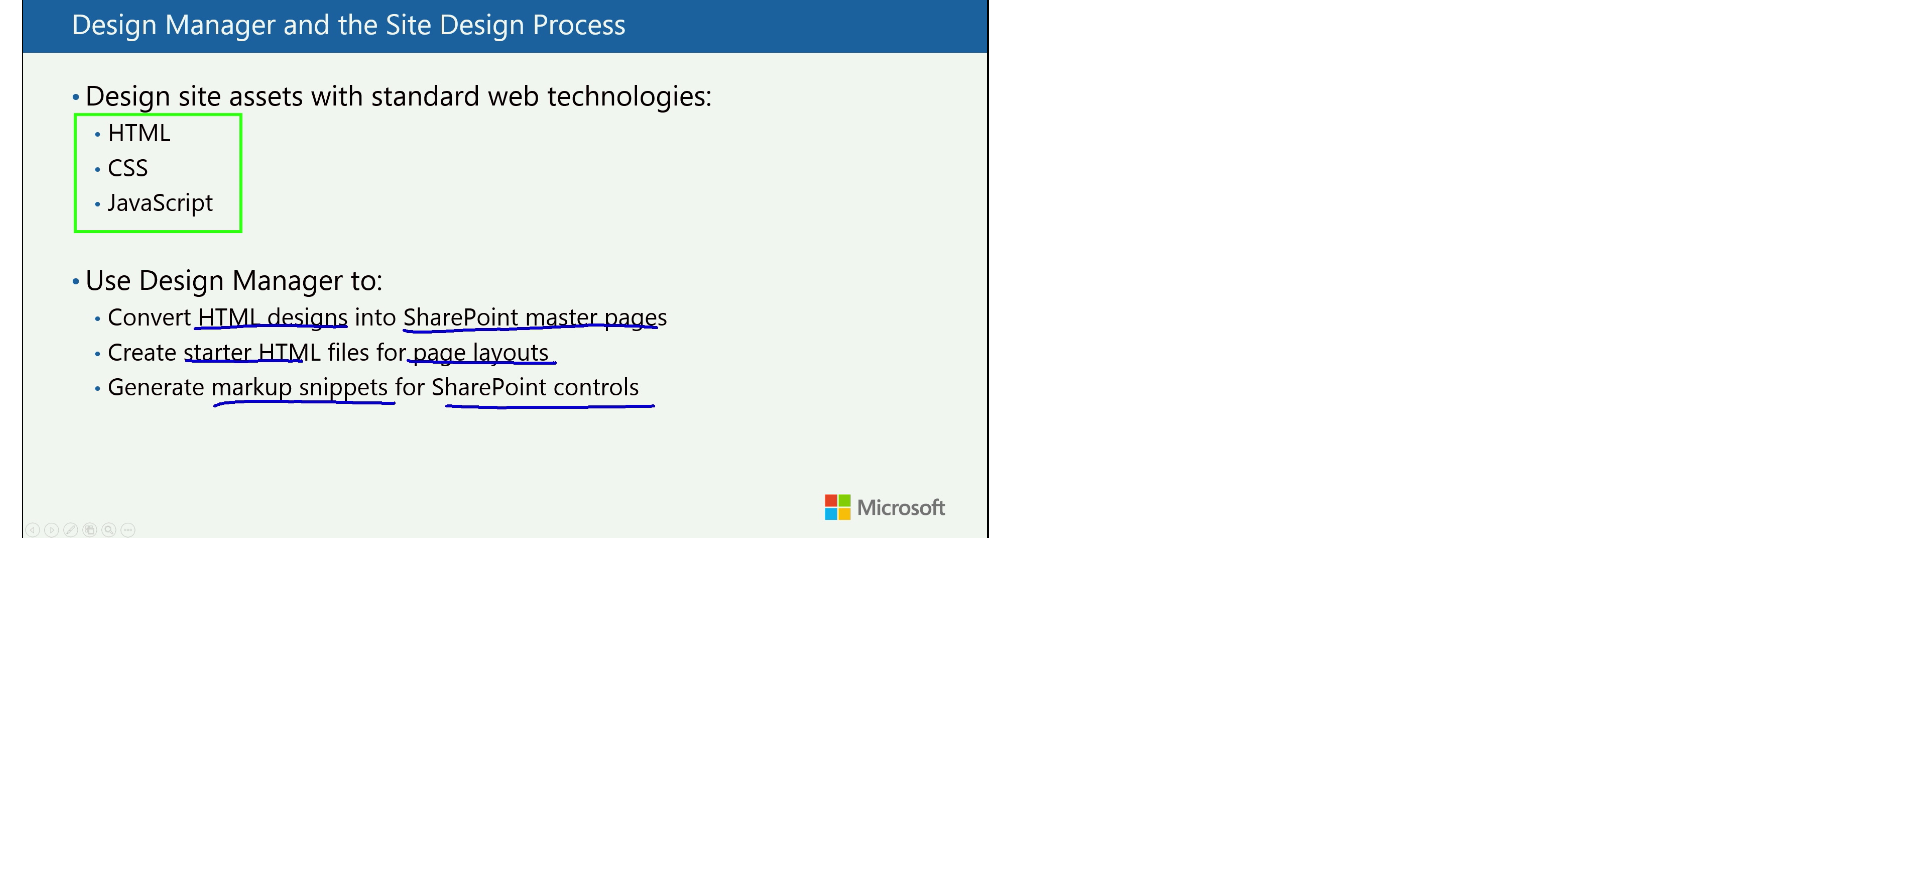 Design Manager and the Site Design Process
• Design site assets with standard web technologies:
• HTML
• CSS
• JavaScript
• Use Design Manager to:
• Convert HTML designs into SharePoint master pages
• Create starter HTML files for page layouts
• Generate markup snippets for SharePoint controls
Microsoft